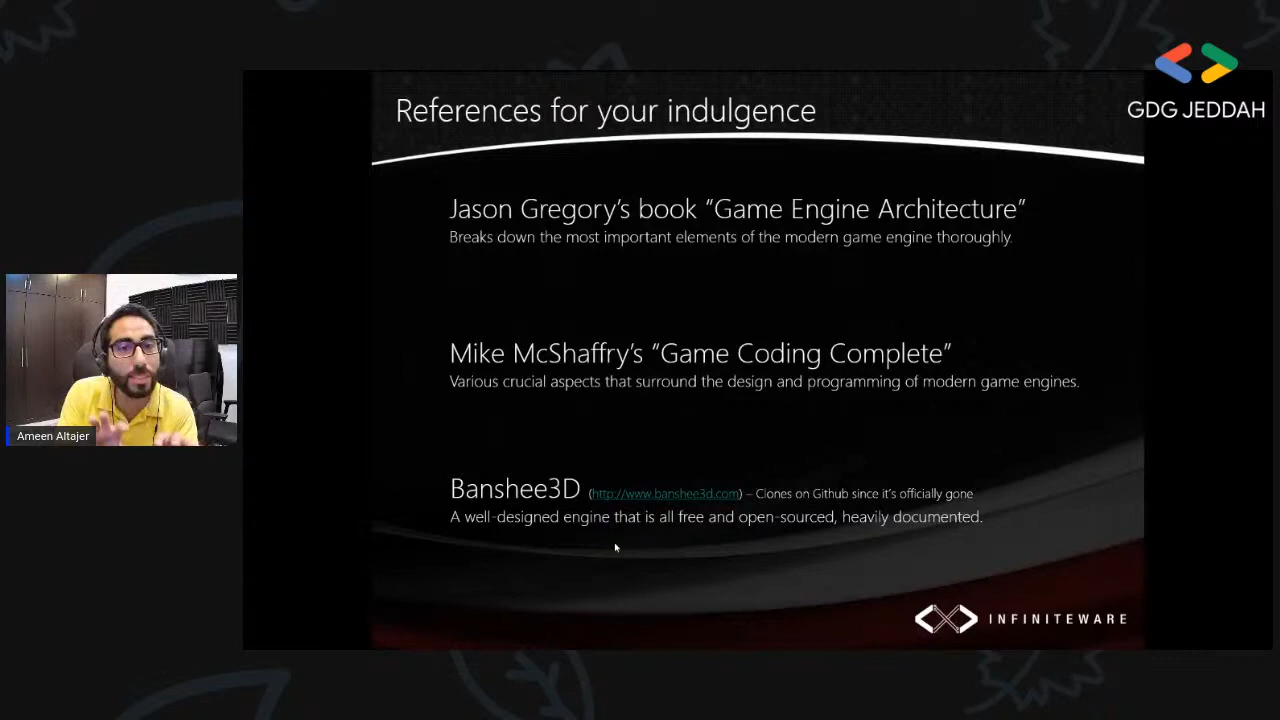 GDG JEDDAH
References for your indulgence
Jason Gregory's book “Game Engine Architecture”
Breaks down the most important elements of the modern game engine thoroughly.
Mike McShaffry's “Game Coding Complete”
Various crucial aspects that surround the design and programming of modern game engines.
Banshee3D (http://www.banshee3d.com) – Clones on Github since it's officially gone
A well-designed engine that is all free and open-sourced, heavily documented.
Ameen Altajer
INFINITEWARE